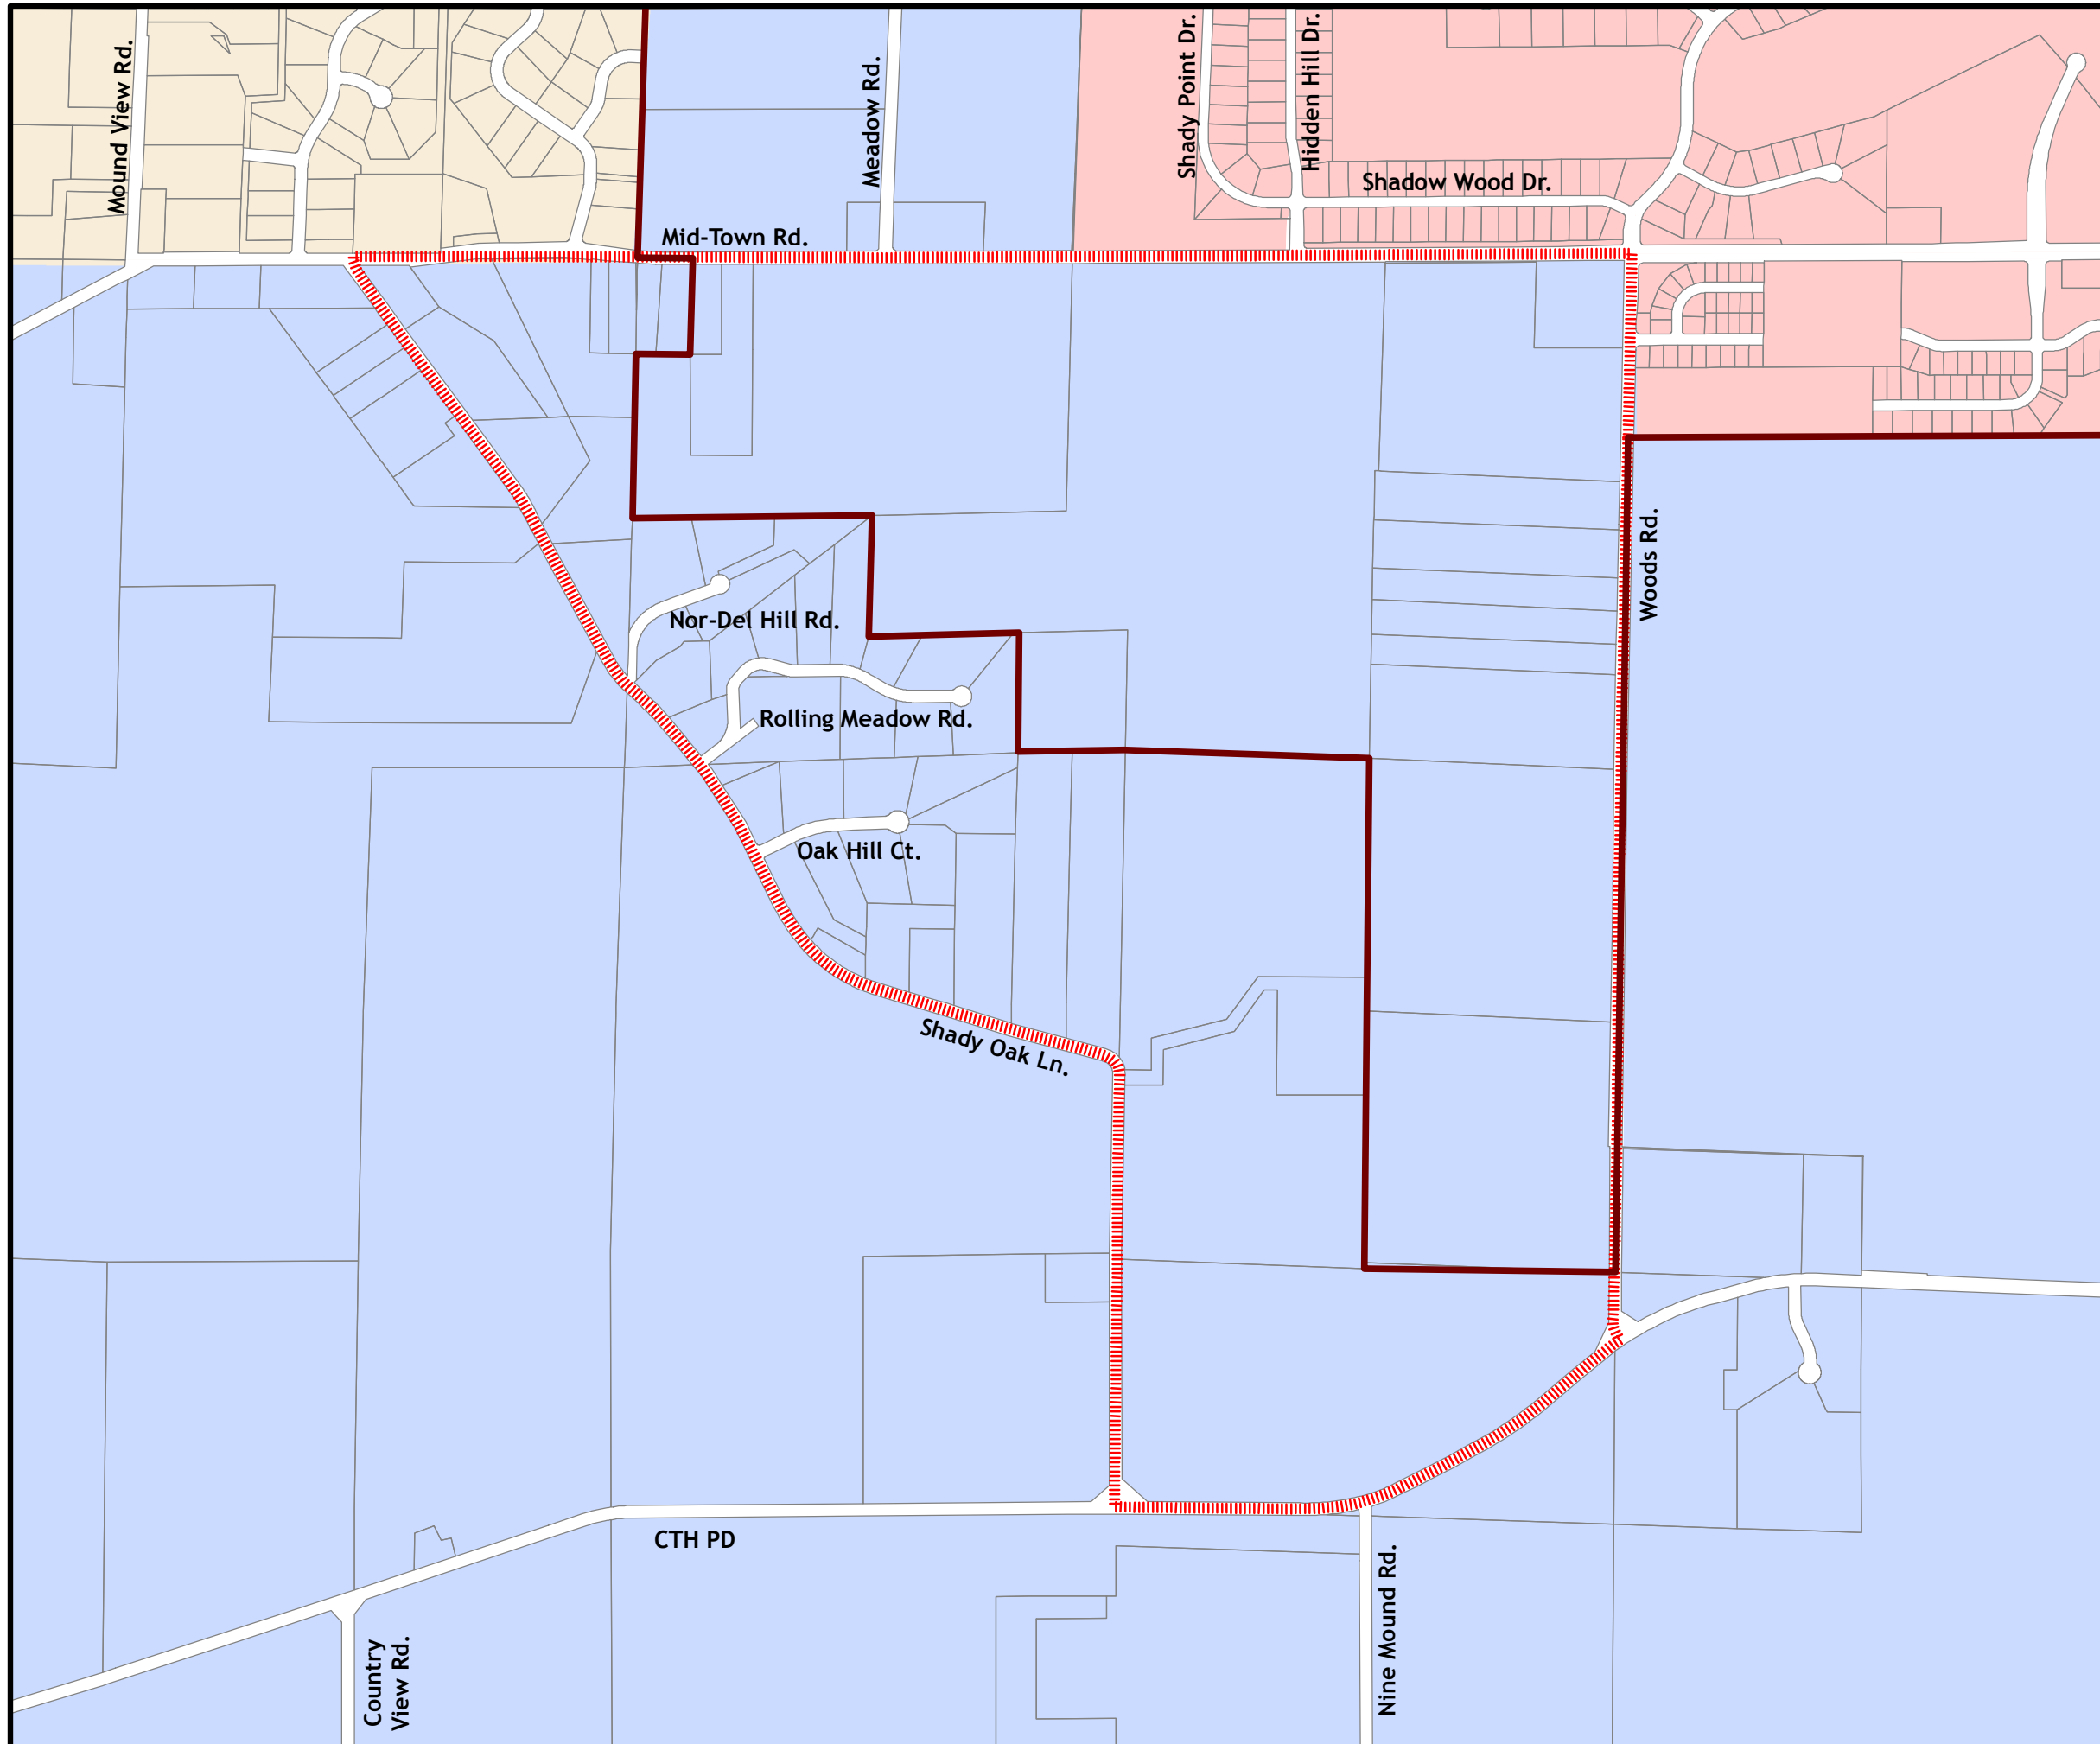 Mound View Rd.
Meadow Rd.
Shady Point Dr.
Hidden Hill Dr.
Shadow Wood Dr.
Mid-Town Rd.
Woods Rd.
Nor-Del Hill Rd.
Rolling Meadow Rd.
Oak Hill Ct.
Shady Oak Ln.
CTH PD
Country
View Rd.
Nine Mound Rd.